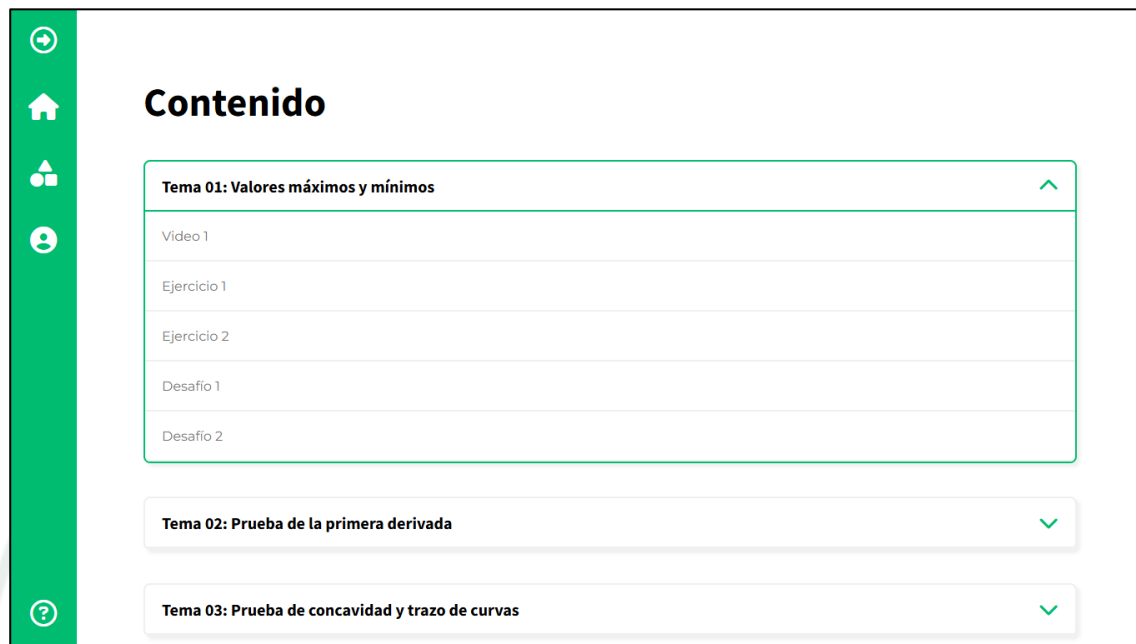 Contenido
Tema 01: Valores máximos y mínimos
Video 1
Ejercicio 1
Ejercicio 2
Desafío 1
Desafío 2
Tema 02: Prueba de la primera derivada
Tema 03: Prueba de concavidad y trazo de curvas